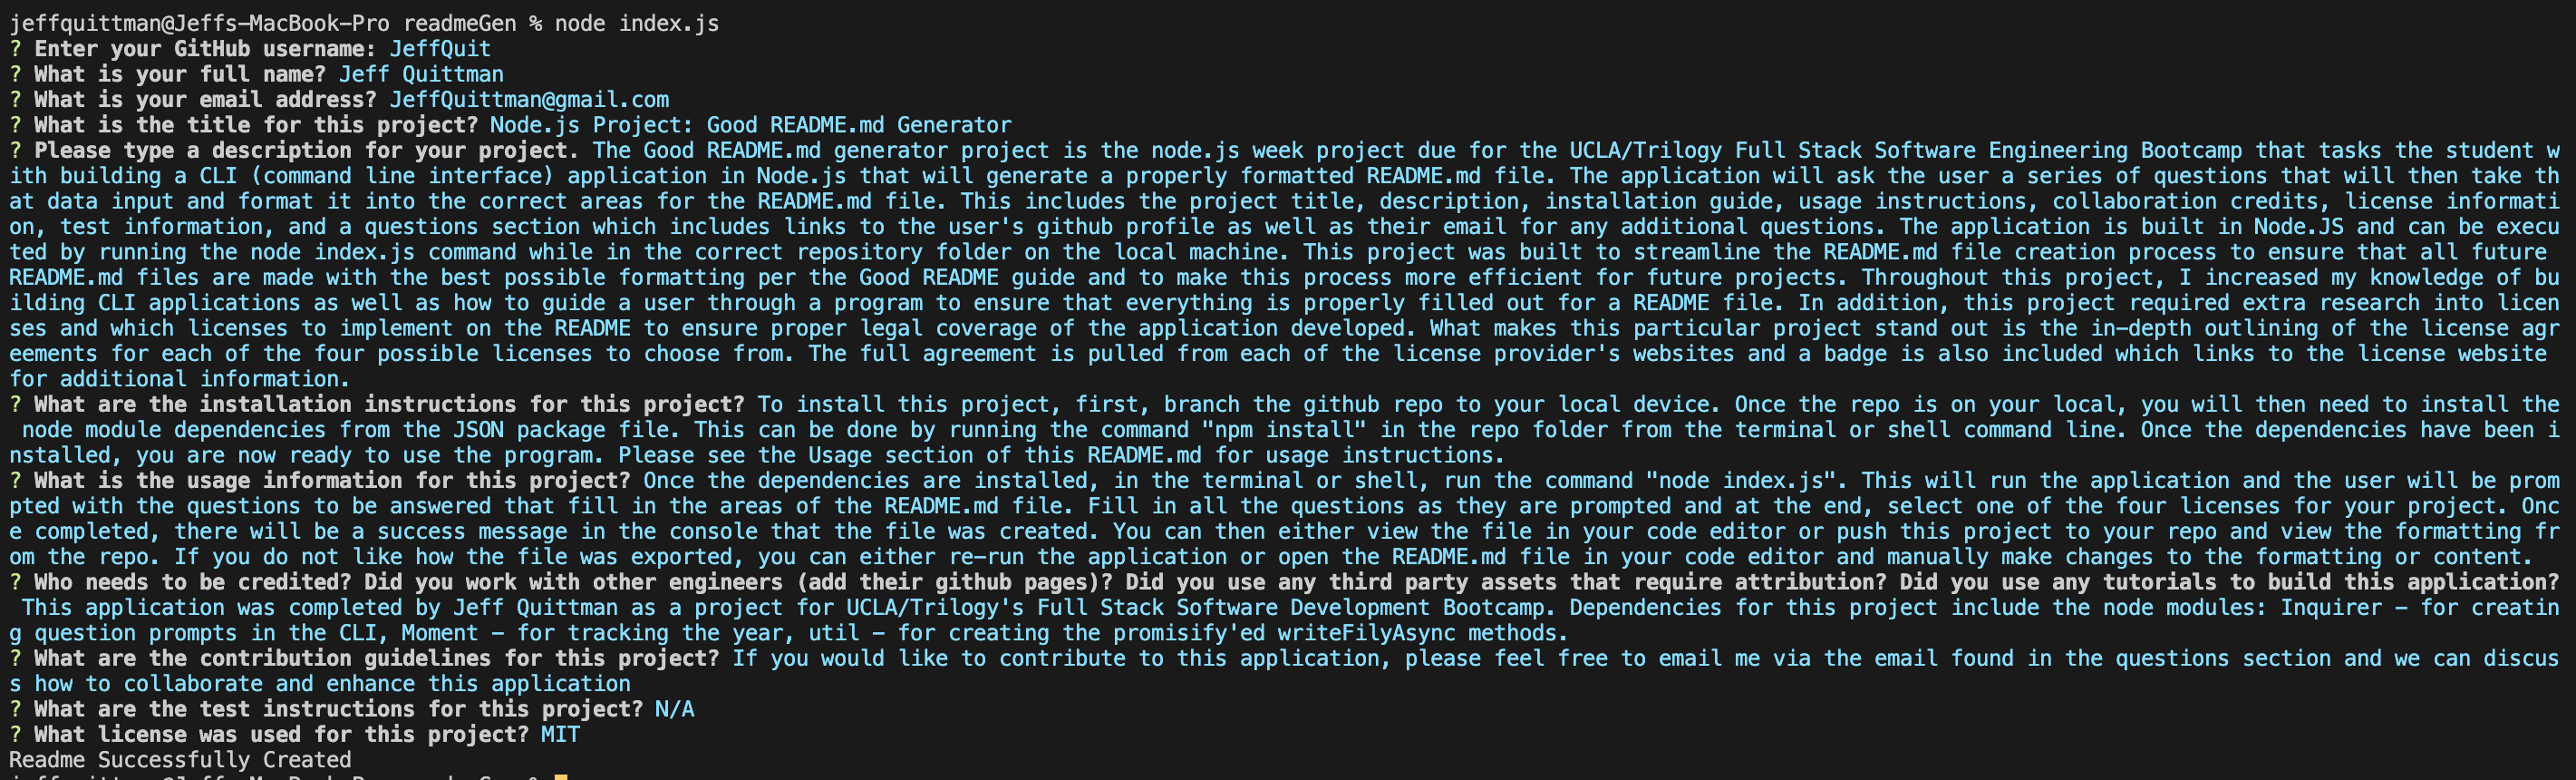 jeffquittman@Jeffs-MacBook-Pro readmeGen % node index.js
? Enter your GitHub username: JeffQuit
? What is your full name? Jeff Quittman
? What is your email address? JeffQuittman@gmail.com
? What is the title for this project? Node.js Project: Good README.md Generator
? Please type a description for your project. The Good README.md generator project is the node.js week project due for the UCLA/Trilogy Full Stack Software Engineering Bootcamp that tasks the student w
ith building a CLI (command line interface) application in Node.js that will generate a properly formatted README.md file. The application will ask the user a series of questions that will then take th
at data input and format it into the correct areas for the README.md file. This includes the project title, description, installation guide, usage instructions, collaboration credits, license informati
on, test information, and a questions section which includes links to the user's github profile as well as their email for any additional questions. The application is built in Node.JS and can be execu
ted by running the node index.js command while in the correct repository folder on the local machine. This project was built to streamline the README.md file creation process to ensure that all future
README.md files are made with the best possible formatting per the Good README guide and to make this process more efficient for future projects. Throughout this project, I increased my knowledge of bu
ilding CLI applications as well as how to guide a user through a program to ensure that everything is properly filled out for a README file. In addition, this project required extra research into licen
ses and which licenses to implement on the README to ensure proper legal coverage of the application developed. What makes this particular project stand out is the in-depth outlining of the license agr
eements for each of the four possible licenses to choose from. The full agreement is pulled from each of the license provider's websites and a badge is also included which links to the license website
for additional information.
? What are the installation instructions for this project? To install this project, first, branch the github repo to your local device. Once the repo is on your local, you will then need to install the
 node module dependencies from the JSON package file. This can be done by running the command "npm install" in the repo folder from the terminal or shell command line. Once the dependencies have been i
nstalled, you are now ready to use the program. Please see the Usage section of this README.md for usage instructions.
? What is the usage information for this project? Once the dependencies are installed, in the terminal or shell, run the command "node index.js". This will run the application and the user will be prom
pted with the questions to be answered that fill in the areas of the README.md file. Fill in all the questions as they are prompted and at the end, select one of the four licenses for your project. Onc
e completed, there will be a success message in the console that the file was created. You can then either view the file in your code editor or push this project to your repo and view the formatting fr
om the repo. If you do not like how the file was exported, you can either re-run the application or open the README.md file in your code editor and manually make changes to the formatting or content.
? Who needs to be credited? Did you work with other engineers (add their github pages)? Did you use any third party assets that require attribution? Did you use any tutorials to build this application?
 This application was completed by Jeff Quittman as a project for UCLA/Trilogy's Full Stack Software Development Bootcamp. Dependencies for this project include the node modules: Inquirer - for creatin
g question prompts in the CLI, Moment - for tracking the year, util - for creating the promisify'ed writeFilyAsync methods.
? What are the contribution guidelines for this project? If you would like to contribute to this application, please feel free to email me via the email found in the questions section and we can discus
s how to collaborate and enhance this application
? What are the test instructions for this project? N/A
? What license was used for this project? MIT
Readme Successfully Created